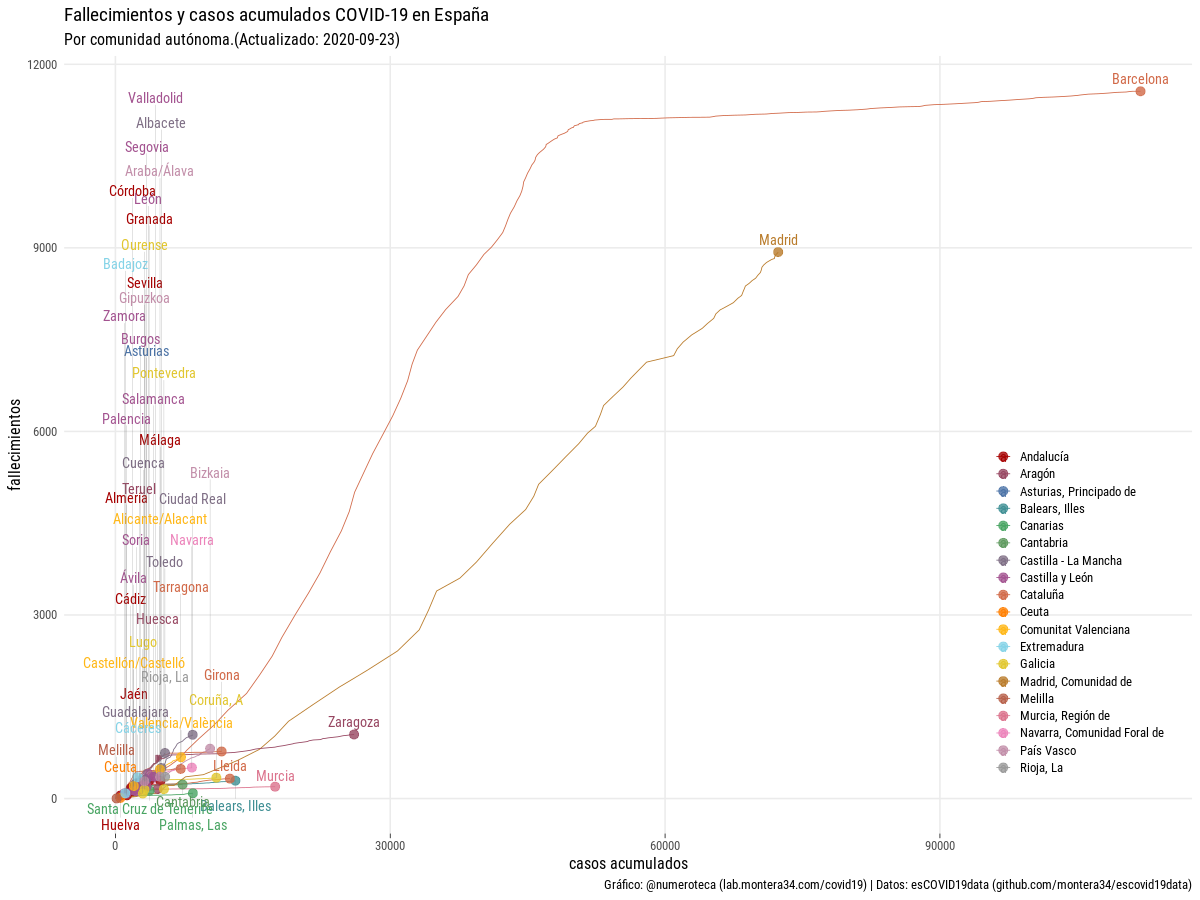 Fallecimientos y casos acumulados COVID-19 en España
Por comunidad autónoma.(Actualizado: 2020-09-23)
12000
9000
6000
3000
0
fallecimientos
Barcelona
Valladolid
Albacete
Segovia
Araba/Álava
Córdoba
León
Granada
Madrid
Ourense
Badajoz
Sevilla
Gipuzkoa
Zamora
Burgos
Asturias
Pontevedra
Salamanca
Palencia
Málaga
Cuenca
Bizkaia
Teruel
Almería
Ciudad Real
Alicante/Alacant
Soria
Navarra
Toledo
Ávila
Tarragona
Cádiz
Huesca
Lugo
Castellón/Castelló
Rioja, La
Girona
Jaén
Coruña, A
Guadalajara
Cáceres
Valencia/València
Zaragoza
Melilla
Ceuta
Lleida
Murcia
Cantabria
Santa Cruz de Tenerife
Balears, Illes
Huelva
Palmas, Las
Andalucía
Aragón
Asturias, Principado de
Balears, Illes
Canarias
Cantabria
Castilla - La Mancha
Castilla y León
Cataluña
Ceuta
Comunitat Valenciana
Extremadura
Galicia
Madrid, Comunidad de
Melilla
Murcia, Región de
Navarra, Comunidad Foral de
País Vasco
Rioja, La
0
30000
60000
90000
casos acumulados
Gráfico: @numeroteca (lab.montera34.com/covid19) | Datos: esCOVID19data (github.com/montera34/escovid19data)